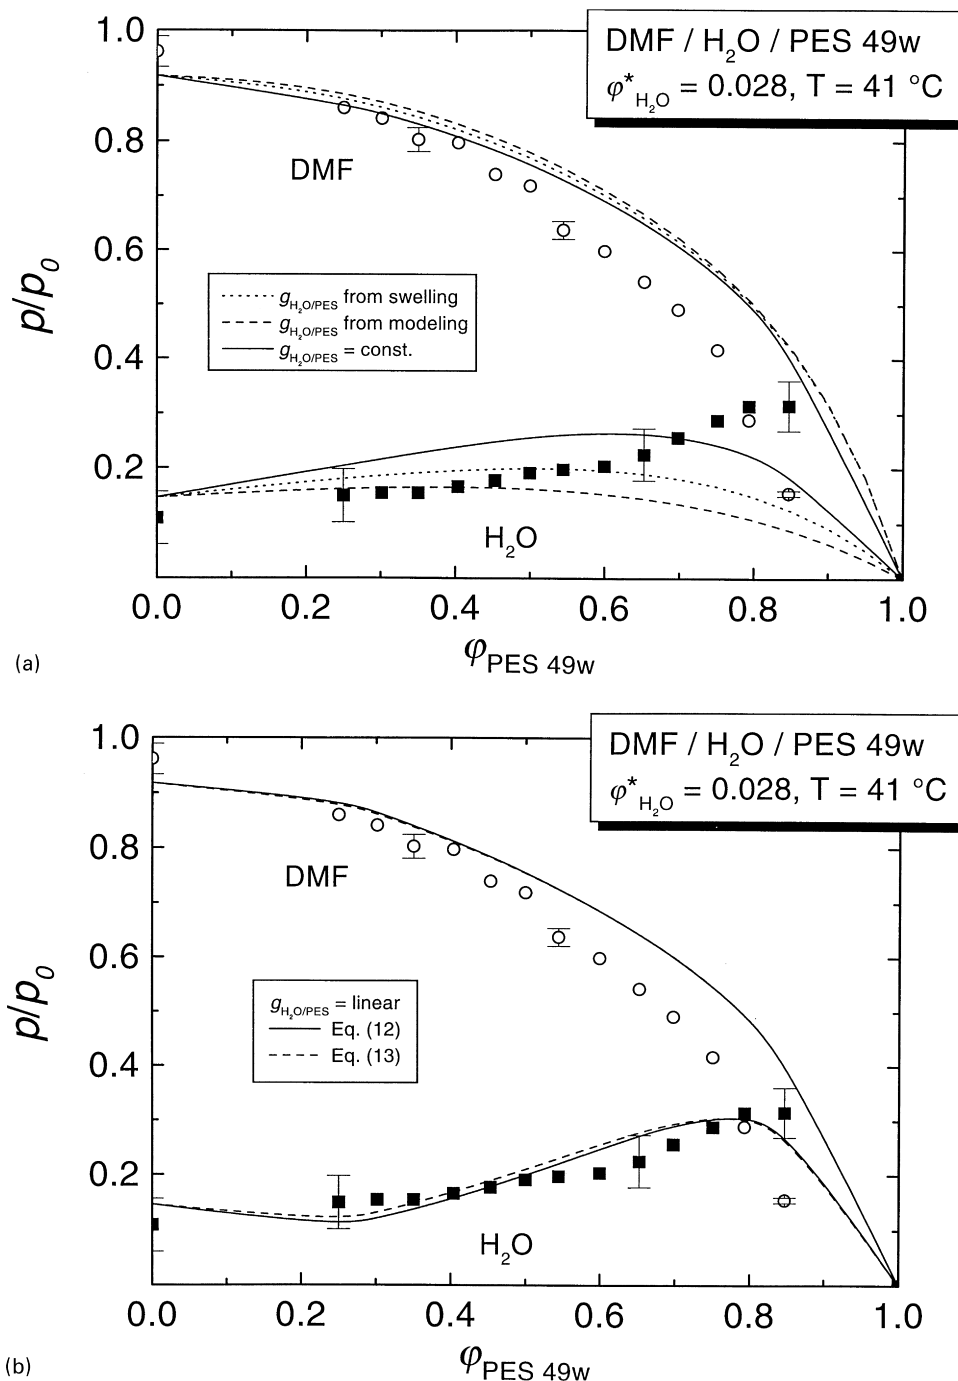 (a)
1.0
0.8
0.6
0.4
0.2
p/p₀
DMF / H₂O / PES 49w
φ*H₂O = 0.028, T = 41 °C
DMF
gH₂O/PES from swelling
gH₂O/PES from modeling
gH₂O/PES = const.
H₂O
0.0 0.2 0.4 0.6 0.8 1.0
φPES 49w
(b)
1.0
0.8
0.6
0.4
0.2
p/p₀
DMF / H₂O / PES 49w
φ*H₂O = 0.028, T = 41 °C
DMF
gH₂O/PES = linear
Eq. (12)
Eq. (13)
H₂O
0.0 0.2 0.4 0.6 0.8 1.0
φPES 49w